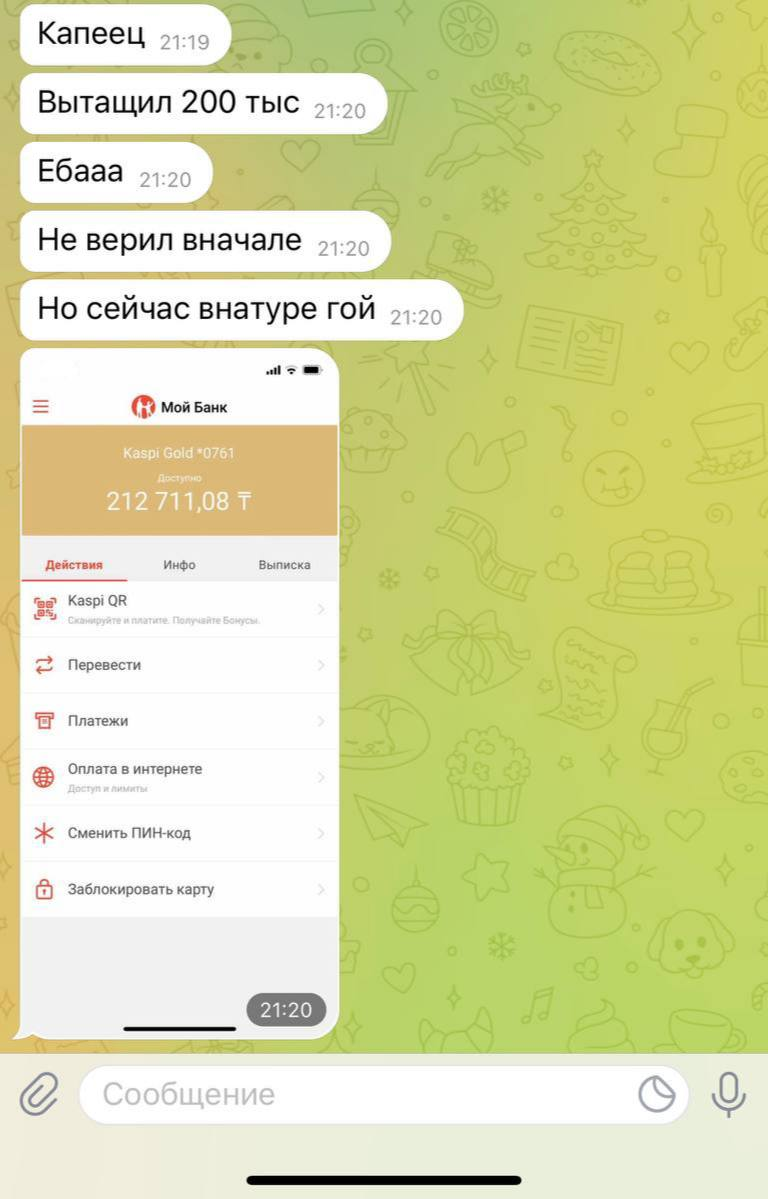 Капеец 21:19
Вытащил 200 тыс 21:20
Ебааа 21:20
Не верил вначале 21:20
Но сейчас внатуре гой 21:20
Мой Банк
Kaspi Gold *0761
Доступно
212 711,08 ₸
Действия Инфо Выписка
Kaspi QR
Сканируйте и платите. Получайте Бонусы.
Перевести
Платежи
Оплата в интернете
Доступ и лимиты
Сменить ПИН-код
Заблокировать карту
21:20
Сообщение